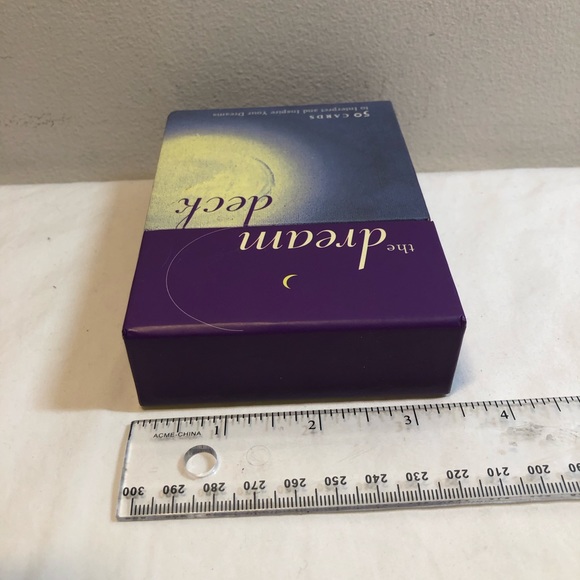 the
dream
deck
50 CARDS
to Interpret and Inspire Your Dreams
1 2 3 4
ACME-CHINA
300 290 280 270 260 250 240 230 220 210 200